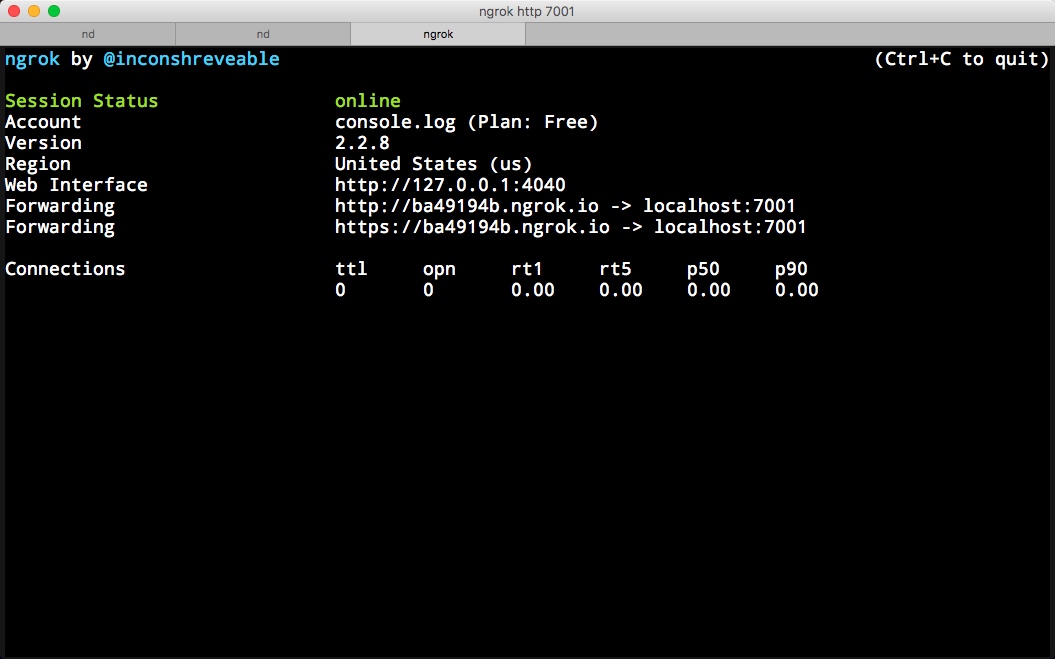 ngrok http 7001
nd nd ngrok
ngrok by @inconshreveable (Ctrl+C to quit)
Session Status online
Account console.log (Plan: Free)
Version 2.2.8
Region United States (us)
Web Interface http://127.0.0.1:4040
Forwarding http://ba49194b.ngrok.io -> localhost:7001
Forwarding https://ba49194b.ngrok.io -> localhost:7001
Connections ttl opn rt1 rt5 p50 p90
0 0 0.00 0.00 0.00 0.00